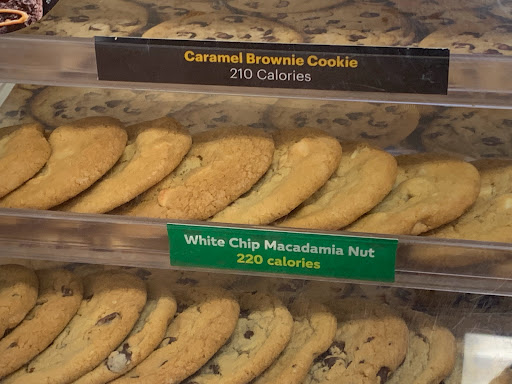 Caramel Brownie Cookie
210 Calories
White Chip Macadamia Nut
220 calories